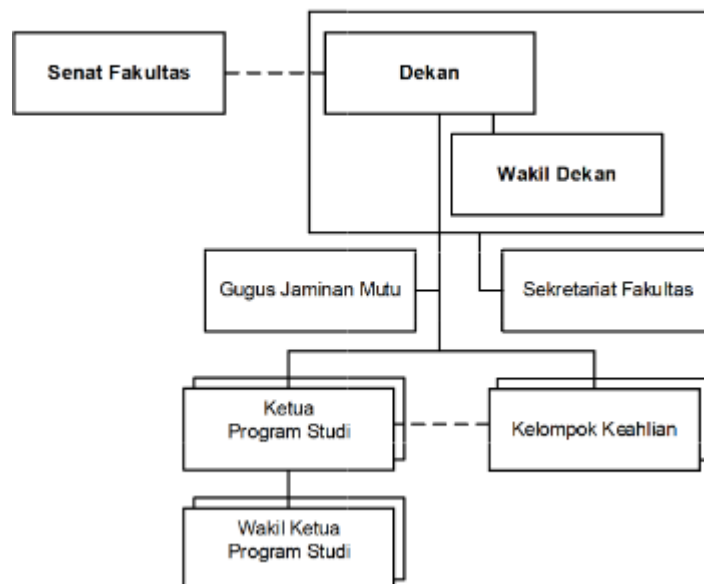 Senat Fakultas
Dekan
Wakil Dekan
Gugus Jaminan Mutu
Sekretariat Fakultas
Ketua
Program Studi
Kelompok Keahlian
Wakil Ketua
Program Studi